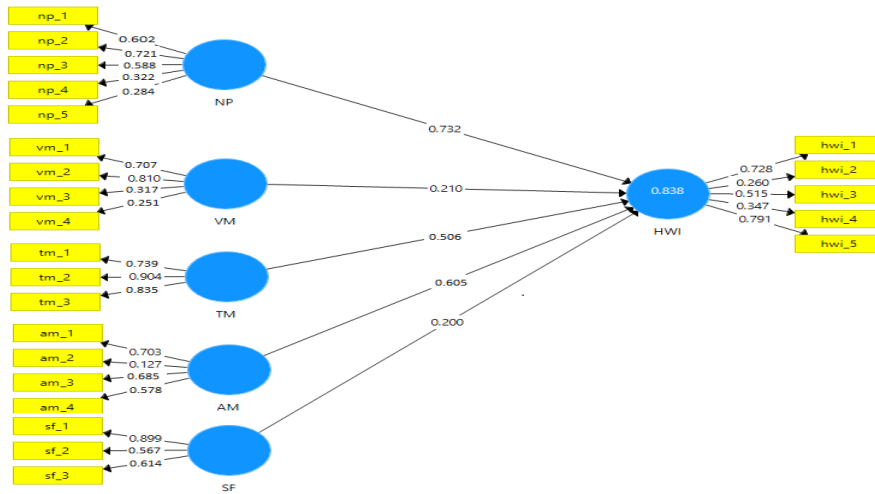 np_1
np_2
np_3
np_4
np_5
0.602
0.721
0.588
0.322
0.284
NP
vm_1
vm_2
vm_3
vm_4
0.707
0.810
0.317
0.251
VM
tm_1
tm_2
tm_3
0.739
0.904
0.835
TM
am_1
am_2
am_3
am_4
0.703
0.127
0.685
0.578
AM
sf_1
sf_2
sf_3
0.899
0.567
0.614
SF
0.732
0.210
0.506
0.605
0.200
0.838
HWI
0.728
0.260
0.515
0.347
0.791
hwi_1
hwi_2
hwi_3
hwi_4
hwi_5